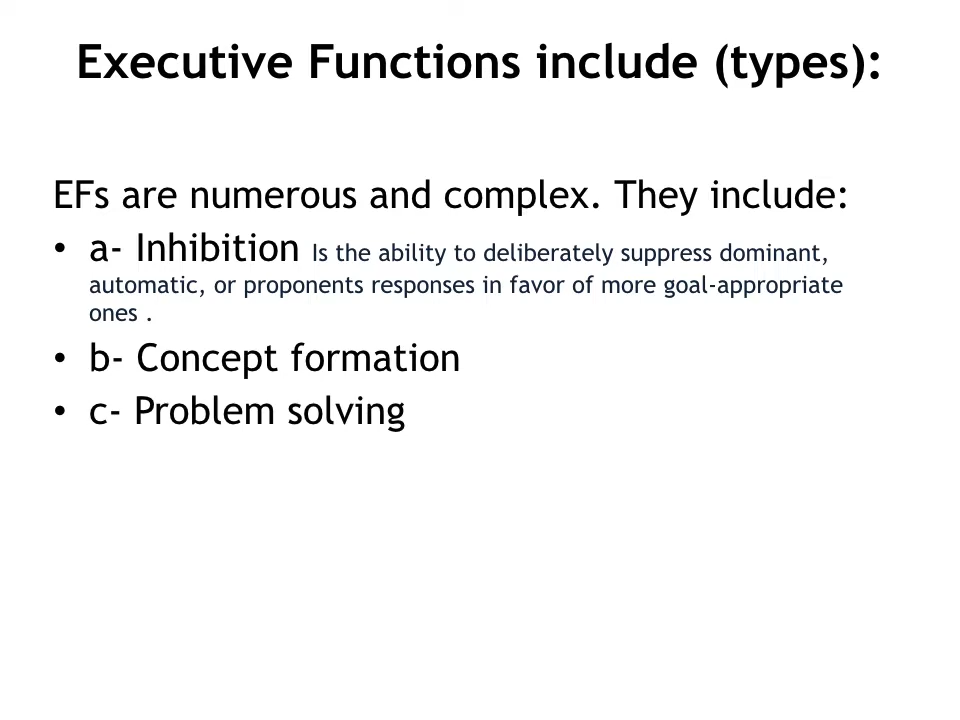 Executive Functions include (types):
EFs are numerous and complex. They include:
• a- Inhibition Is the ability to deliberately suppress dominant,
automatic, or proponents responses in favor of more goal-appropriate
ones .
• b- Concept formation
• c- Problem solving